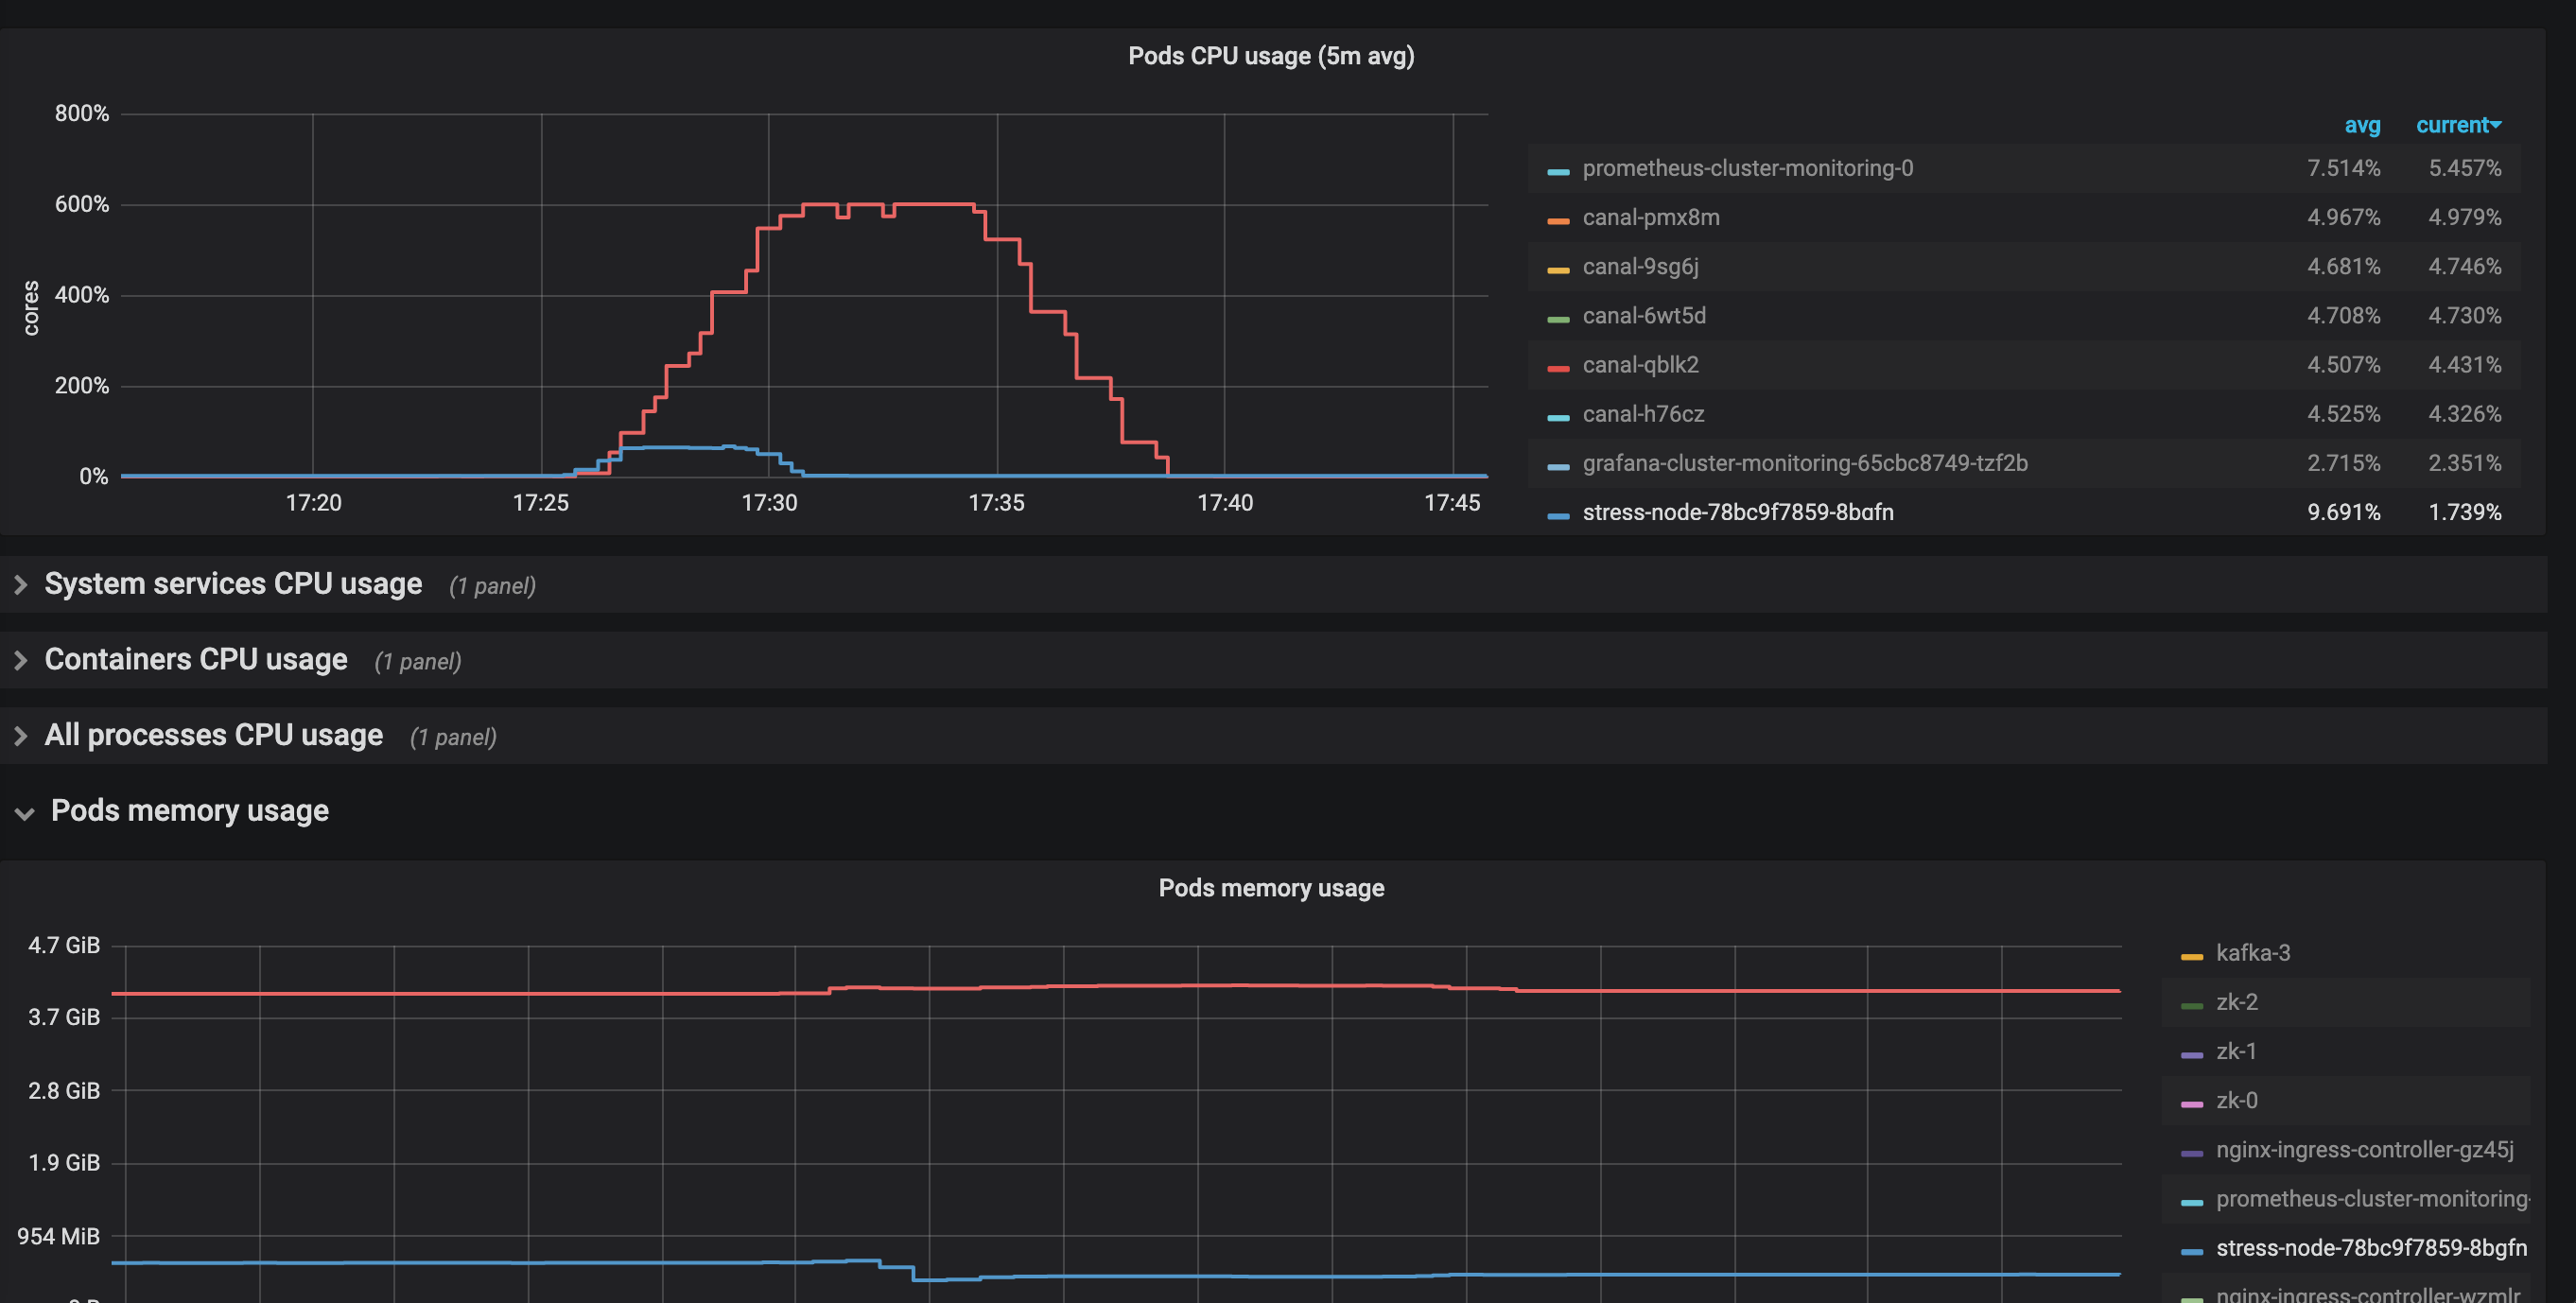 Pods CPU usage (5m avg)
800%
600%
400%
200%
0%
cores
17:20 17:25 17:30 17:35 17:40 17:45
avg current
prometheus-cluster-monitoring-0 7.514% 5.457%
canal-pmx8m 4.967% 4.979%
canal-9sg6j 4.681% 4.746%
canal-6wt5d 4.708% 4.730%
canal-qblk2 4.507% 4.431%
canal-h76cz 4.525% 4.326%
grafana-cluster-monitoring-65cbc8749-tzf2b 2.715% 2.351%
stress-node-78bc9f7859-8bgfn 9.691% 1.739%
System services CPU usage (1 panel)
Containers CPU usage (1 panel)
All processes CPU usage (1 panel)
Pods memory usage
Pods memory usage
4.7 GiB
3.7 GiB
2.8 GiB
1.9 GiB
954 MiB
kafka-3
zk-2
zk-1
zk-0
nginx-ingress-controller-gz45j
prometheus-cluster-monitoring-
stress-node-78bc9f7859-8bgfn
nginx-ingress-controller-wzmlr